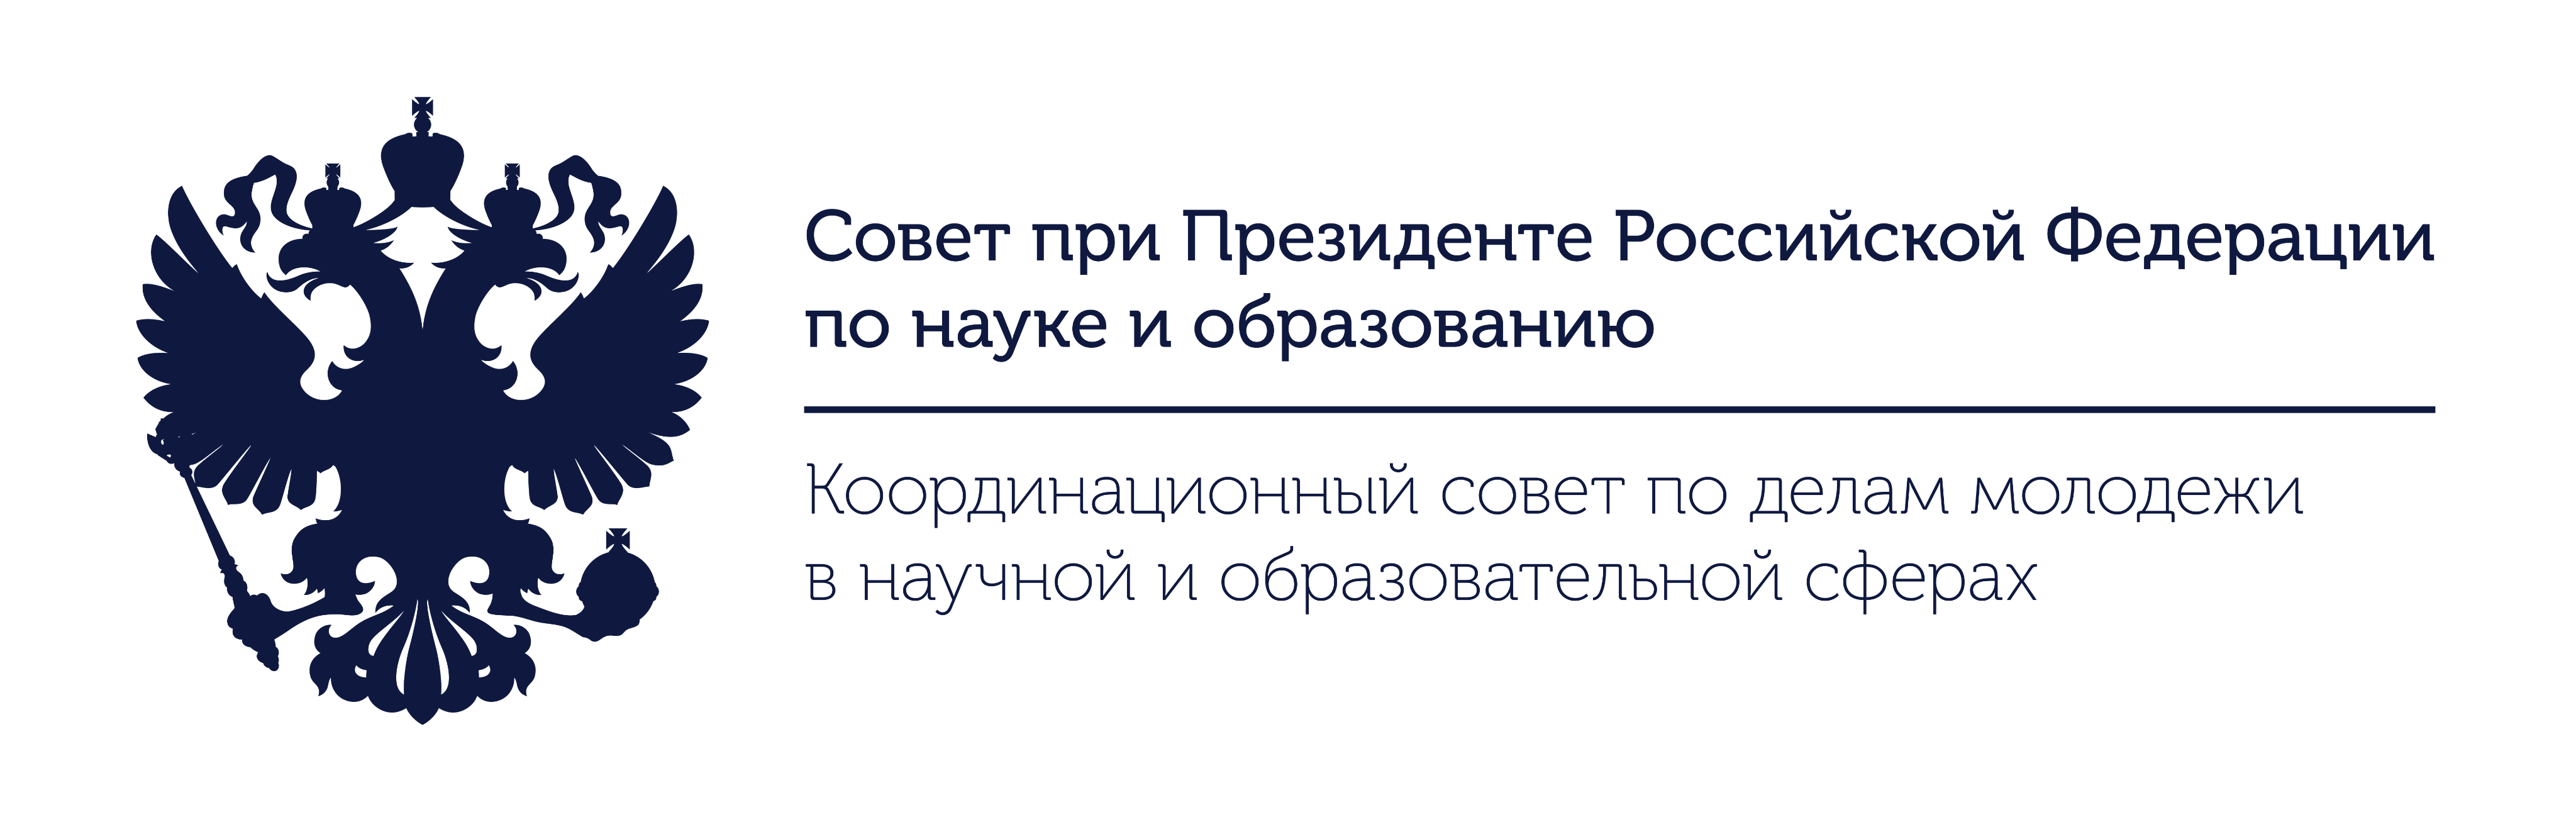 Совет при Президенте Российской Федерации
по науке и образованию
Координационный совет по делам молодежи
в научной и образовательной сферах